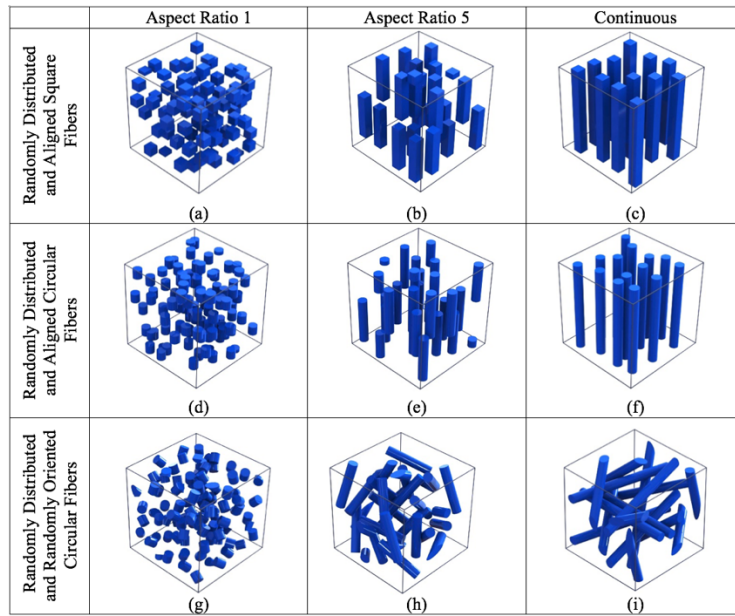 Aspect Ratio 1
Aspect Ratio 5
Continuous
Randomly Distributed
and Aligned Square
Fibers
(a)
(b)
(c)
Randomly Distributed
and Aligned Circular
Fibers
(d)
(e)
(f)
Randomly Distributed
and Randomly Oriented
Circular Fibers
(g)
(h)
(i)